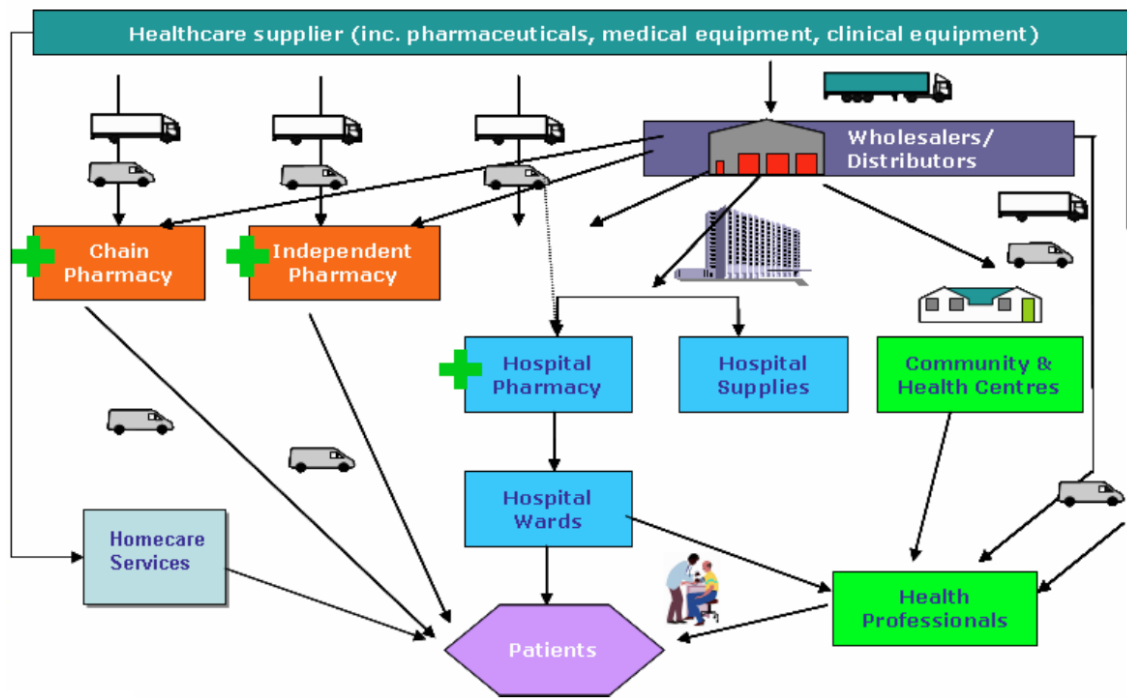 Healthcare supplier (inc. pharmaceuticals, medical equipment, clinical equipment)
Wholesalers/
Distributors
Chain
Pharmacy
Independent
Pharmacy
Hospital
Pharmacy
Hospital
Supplies
Community &
Health Centres
Hospital
Wards
Homecare
Services
Health
Professionals
Patients